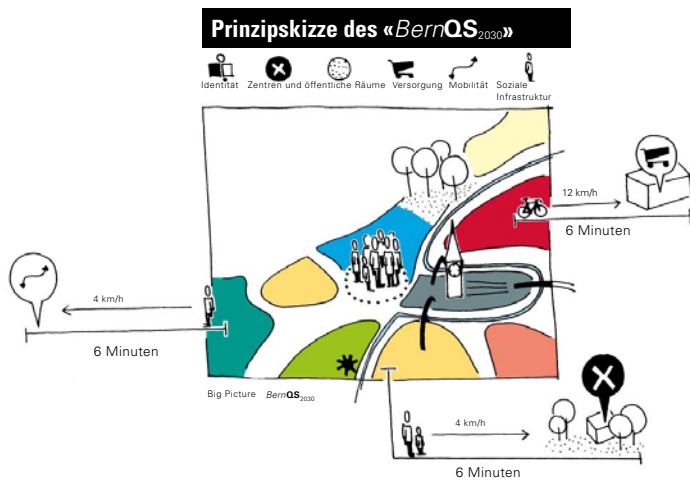 Prinzipskizze des «BernQS2030»
Identität Zentren und öffentliche Räume Versorgung Mobilität Soziale
Infrastruktur
12 km/h
6 Minuten
4 km/h
6 Minuten
Big Picture BernQS2030
4 km/h
6 Minuten